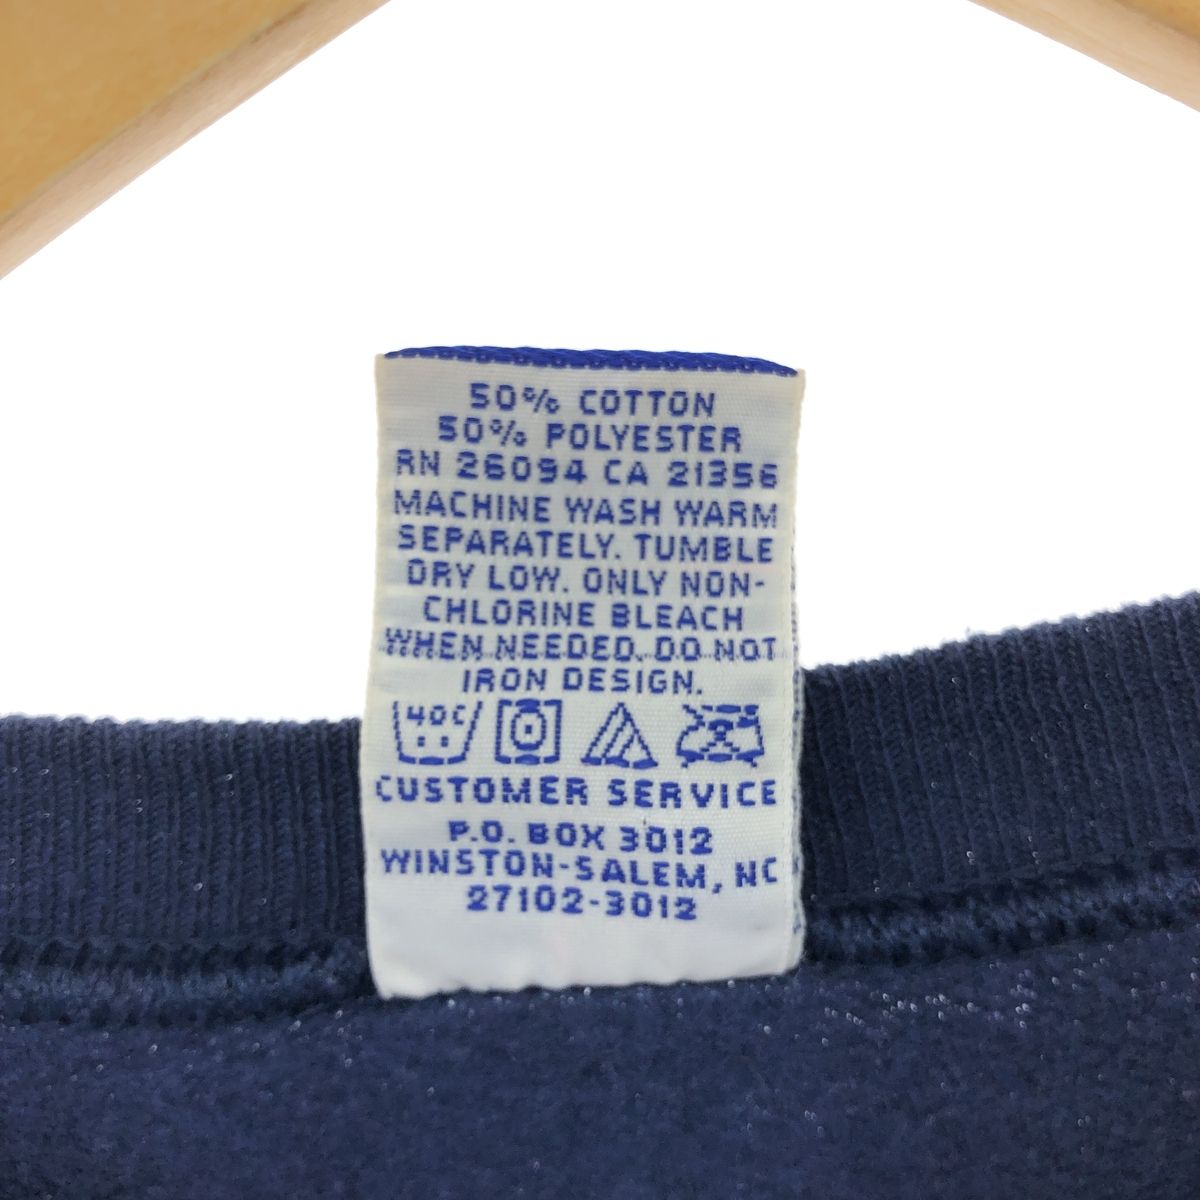 50% COTTON
50% POLYESTER
RN 26094 CA 21356
MACHINE WASH WARM
SEPARATELY. TUMBLE
DRY LOW. ONLY NON-
CHLORINE BLEACH
WHEN NEEDED. DO NOT
IRON DESIGN.
40C
CUSTOMER SERVICE
P.O. BOX 3012
WINSTON-SALEM, NC
27102-3012